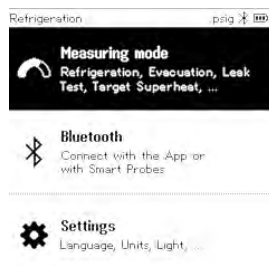 Refrigeration psig
Measuring mode
Refrigeration, Evacuation, Leak
Test, Target Superheat, ...
Bluetooth
Connect with the App or
with Smart Probes
Settings
Language, Units, Light, ...